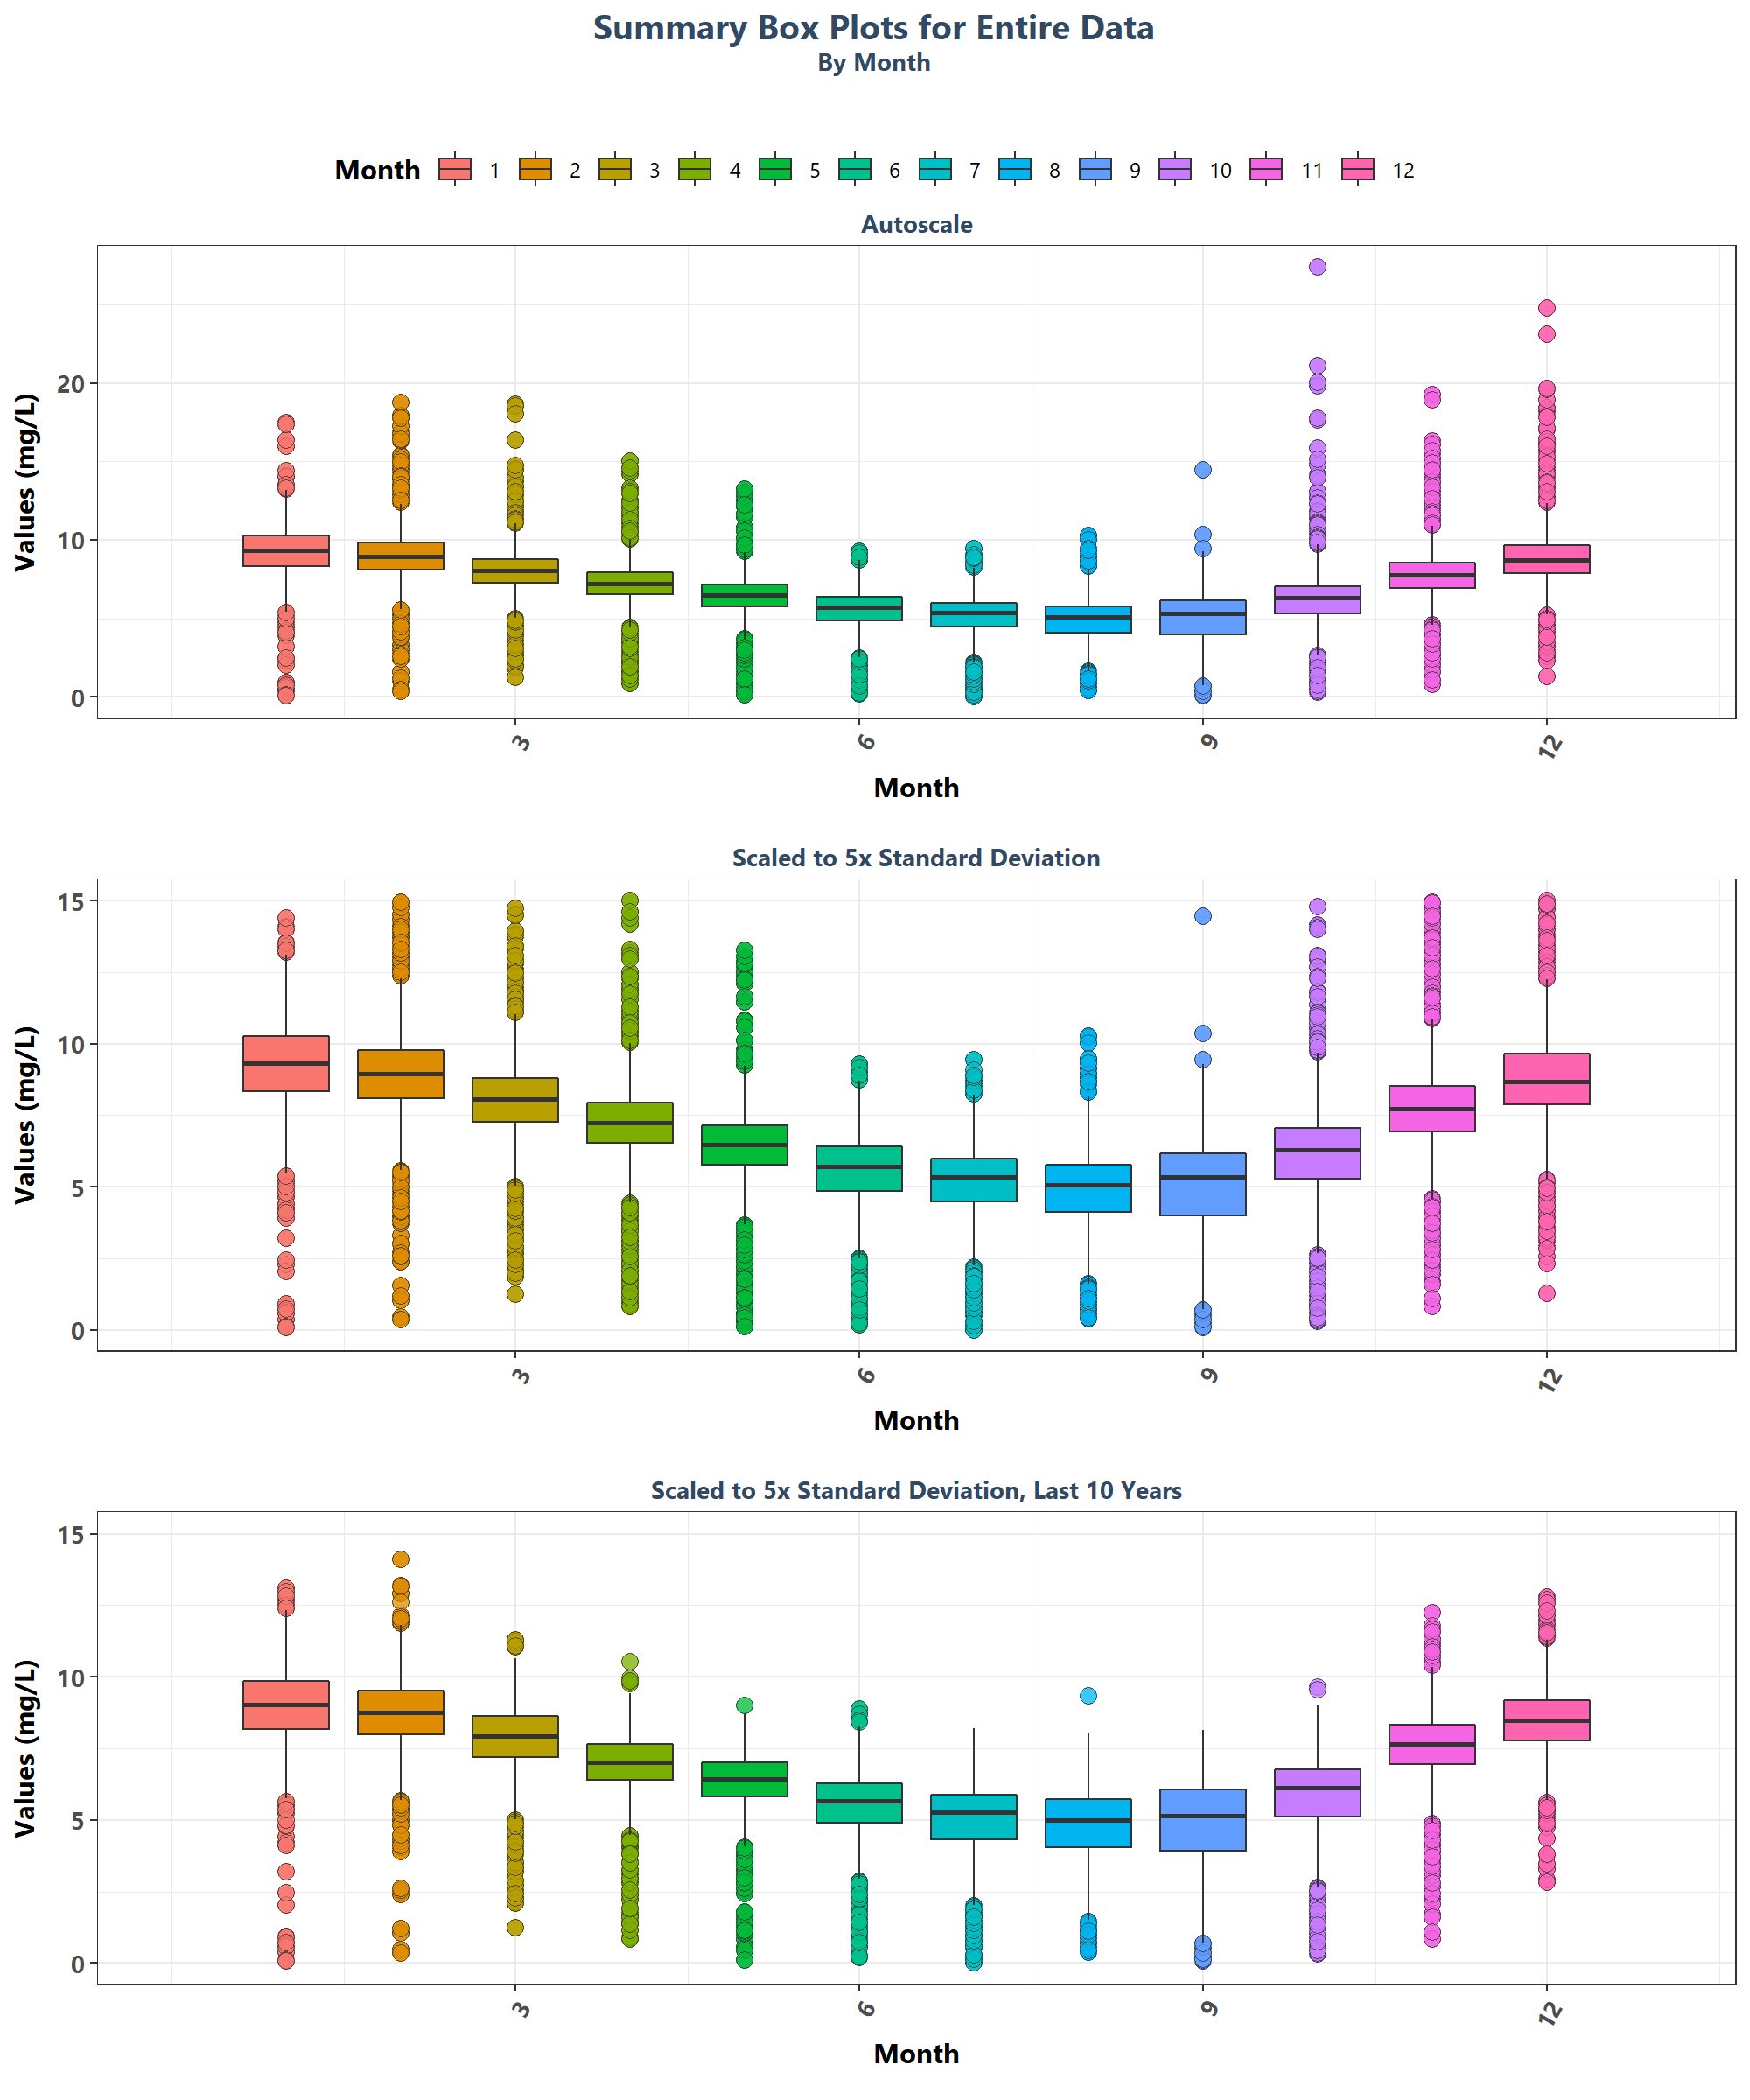 Summary Box Plots for Entire Data
By Month
Month 1 2 3 4 5 6 7 8 9 10 11 12
Autoscale
Values (mg/L)
20
10
0
3 6 9 12
Month
Scaled to 5x Standard Deviation
Values (mg/L)
15
10
5
0
3 6 9 12
Month
Scaled to 5x Standard Deviation, Last 10 Years
Values (mg/L)
15
10
5
0
3 6 9 12
Month